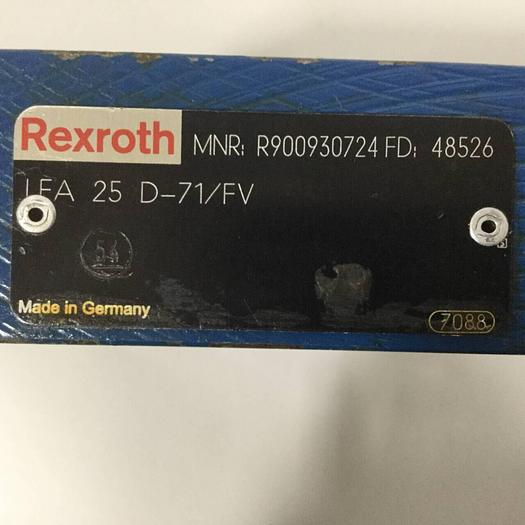 Rexroth MNR: R900930724 FD: 48526
LFA 25 D-71/FV
54
Made in Germany
7088